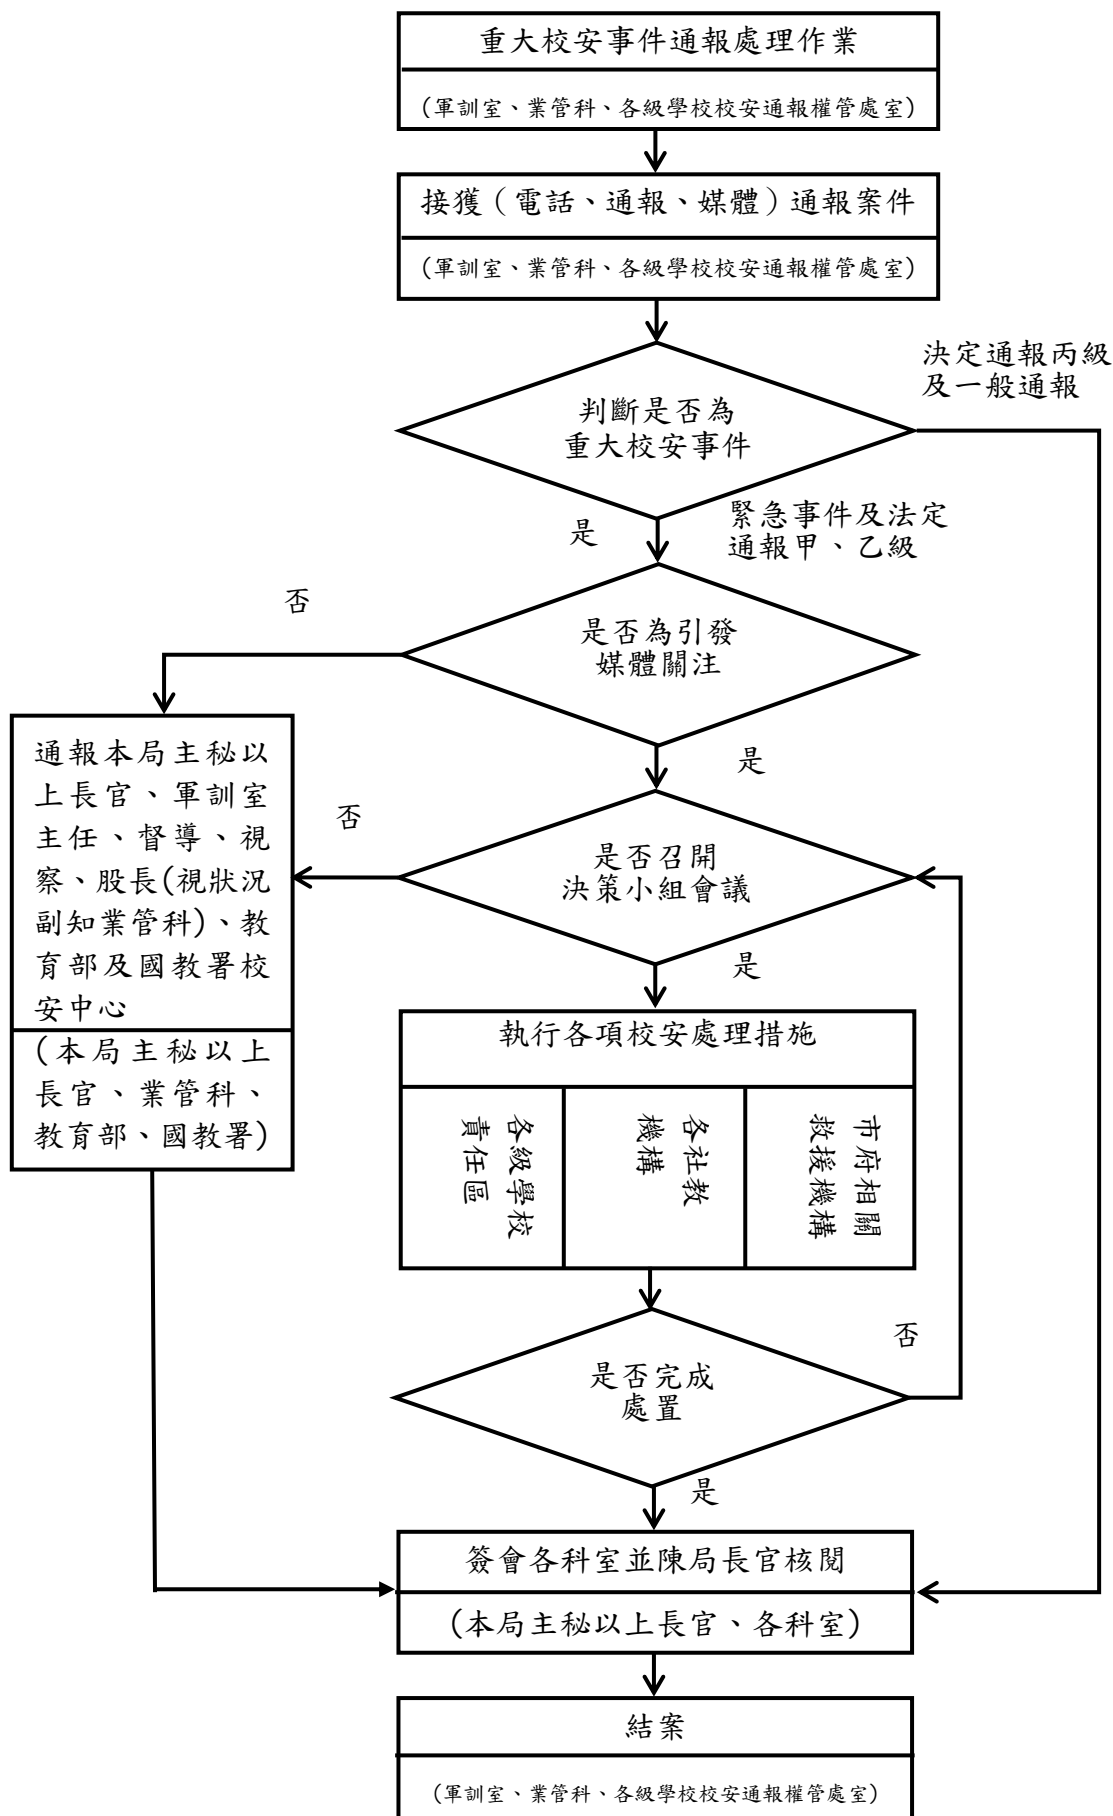 重大校安事件通報處理作業
(軍訓室、業管科、各級學校校安通報權管處室)
接獲（電話、通報、媒體）通報案件
(軍訓室、業管科、各級學校校安通報權管處室)
判斷是否為
重大校安事件
決定通報丙級
及一般通報
是
緊急事件及法定
通報甲、乙級
是否為引發
媒體關注
否
是
通報本局主秘以
上長官、軍訓室
主任、督導、視
察、股長(視狀況
副知業管科)、教
育部及國教署校
安中心
(本局主秘以上
長官、業管科、
教育部、國教署)
否
是否召開
決策小組會議
是
執行各項校安處理措施
各級學校
責任區
各社教
機構
市府相關
救援機構
是否完成
處置
否
是
簽會各科室並陳局長官核閱
(本局主秘以上長官、各科室)
結案
(軍訓室、業管科、各級學校校安通報權管處室)